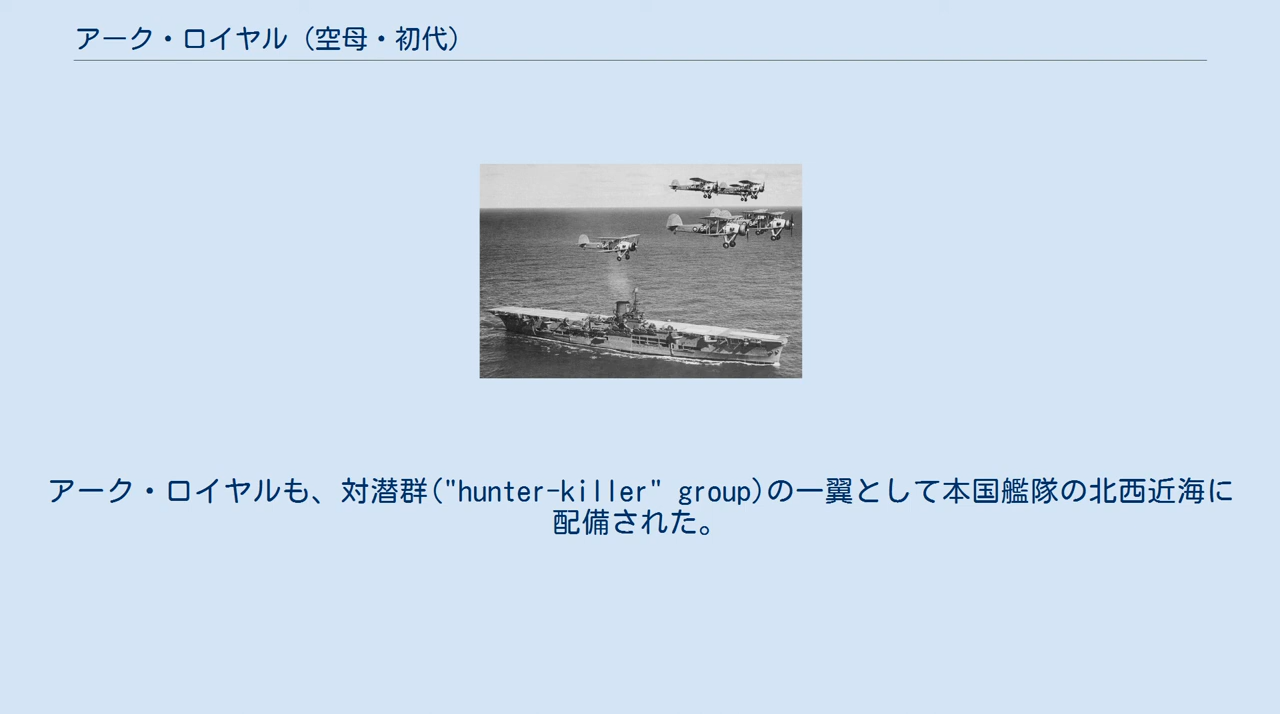 アーク・ロイヤル（空母・初代）
アーク・ロイヤルも、対潜群("hunter-killer" group)の一翼として本国艦隊の北西近海に
配備された。